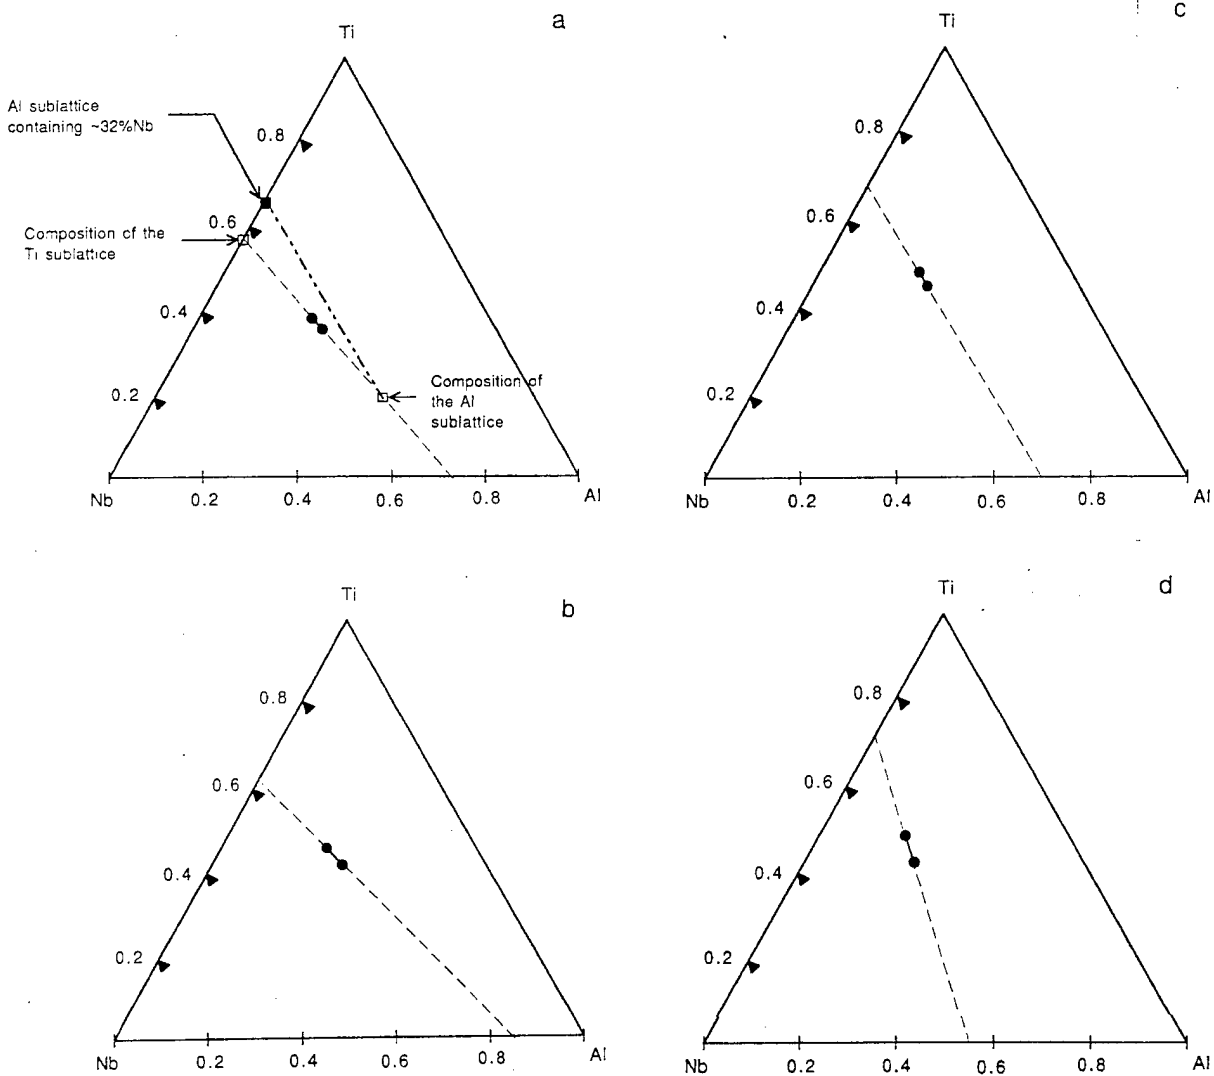 a
Ti
Al sublattice
containing ~32%Nb
0.8
0.6
Composition of the
Ti sublattice
0.4
0.2
Composition of
the Al
sublattice
Nb
0.2
0.4
0.6
0.8
Al
c
Ti
0.8
0.6
0.4
0.2
Nb
0.2
0.4
0.6
0.8
Al
b
Ti
0.8
0.6
0.4
0.2
Nb
0.2
0.4
0.6
0.8
Al
d
Ti
0.8
0.6
0.4
0.2
Nb
0.2
0.4
0.6
0.8
Al